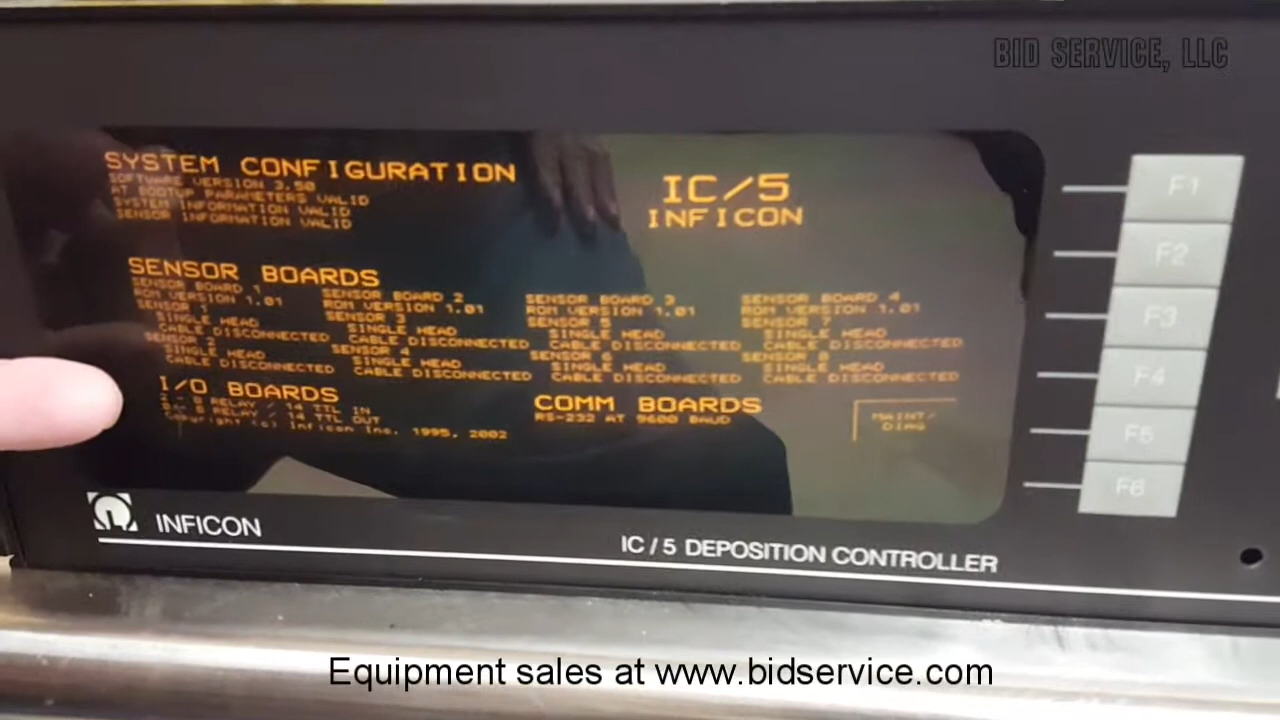 BID SERVICE, LLC
SYSTEM CONFIGURATION
SOFTWARE VERSION 3.50
AT BOOTUP PARAMETERS VALID
SYSTEM INFORMATION VALID
SENSOR INFORMATION VALID
IC/5
INFICON
SENSOR BOARDS
SENSOR BOARD 1
ROM VERSION 1.01
SENSOR 1
SINGLE HEAD
CABLE DISCONNECTED
SENSOR 2
SINGLE HEAD
CABLE DISCONNECTED
SENSOR BOARD 2
ROM VERSION 1.01
SENSOR 3
SINGLE HEAD
CABLE DISCONNECTED
SENSOR 4
SINGLE HEAD
CABLE DISCONNECTED
SENSOR BOARD 3
ROM VERSION 1.01
SENSOR 5
SINGLE HEAD
CABLE DISCONNECTED
SENSOR 6
SINGLE HEAD
CABLE DISCONNECTED
SENSOR BOARD 4
ROM VERSION 1.01
SENSOR 7
SINGLE HEAD
CABLE DISCONNECTED
SENSOR 8
SINGLE HEAD
CABLE DISCONNECTED
I/O BOARDS
8 RELAY / 14 TTL IN
8 RELAY / TTL OUT
Copyright (c) Inficon Inc. 1995, 2002
COMM BOARDS
RS-232 AT 9600 BAUD
MAINT/
DIAG
F1
F2
F3
F4
F5
F6
INFICON
IC/5 DEPOSITION CONTROLLER
Equipment sales at www.bidservice.com